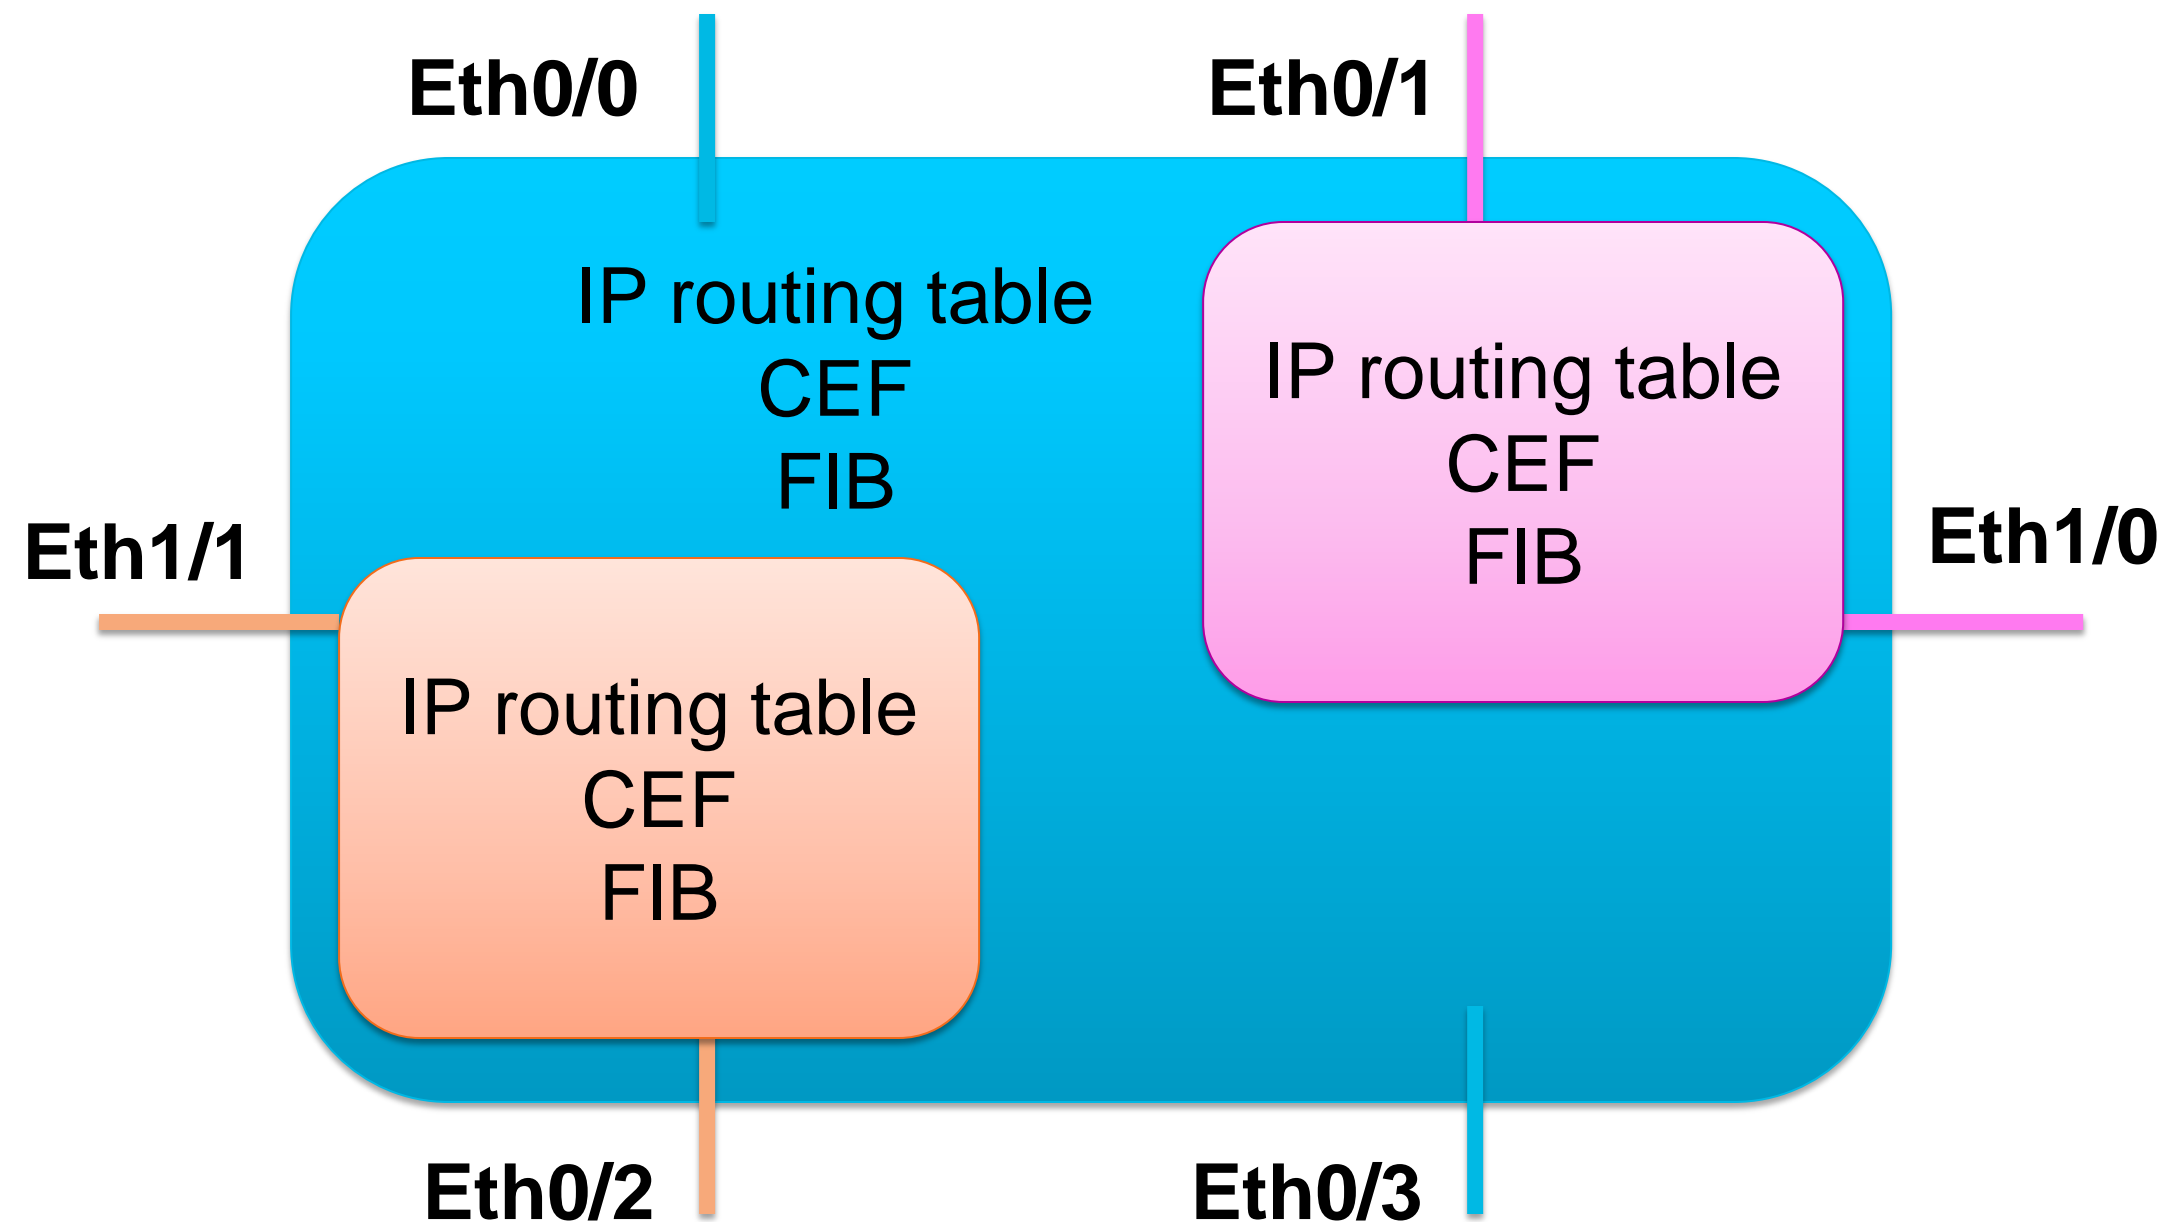 Eth0/0
Eth0/1
IP routing table
CEF
FIB
IP routing table
CEF
FIB
Eth1/1
Eth1/0
IP routing table
CEF
FIB
Eth0/2
Eth0/3